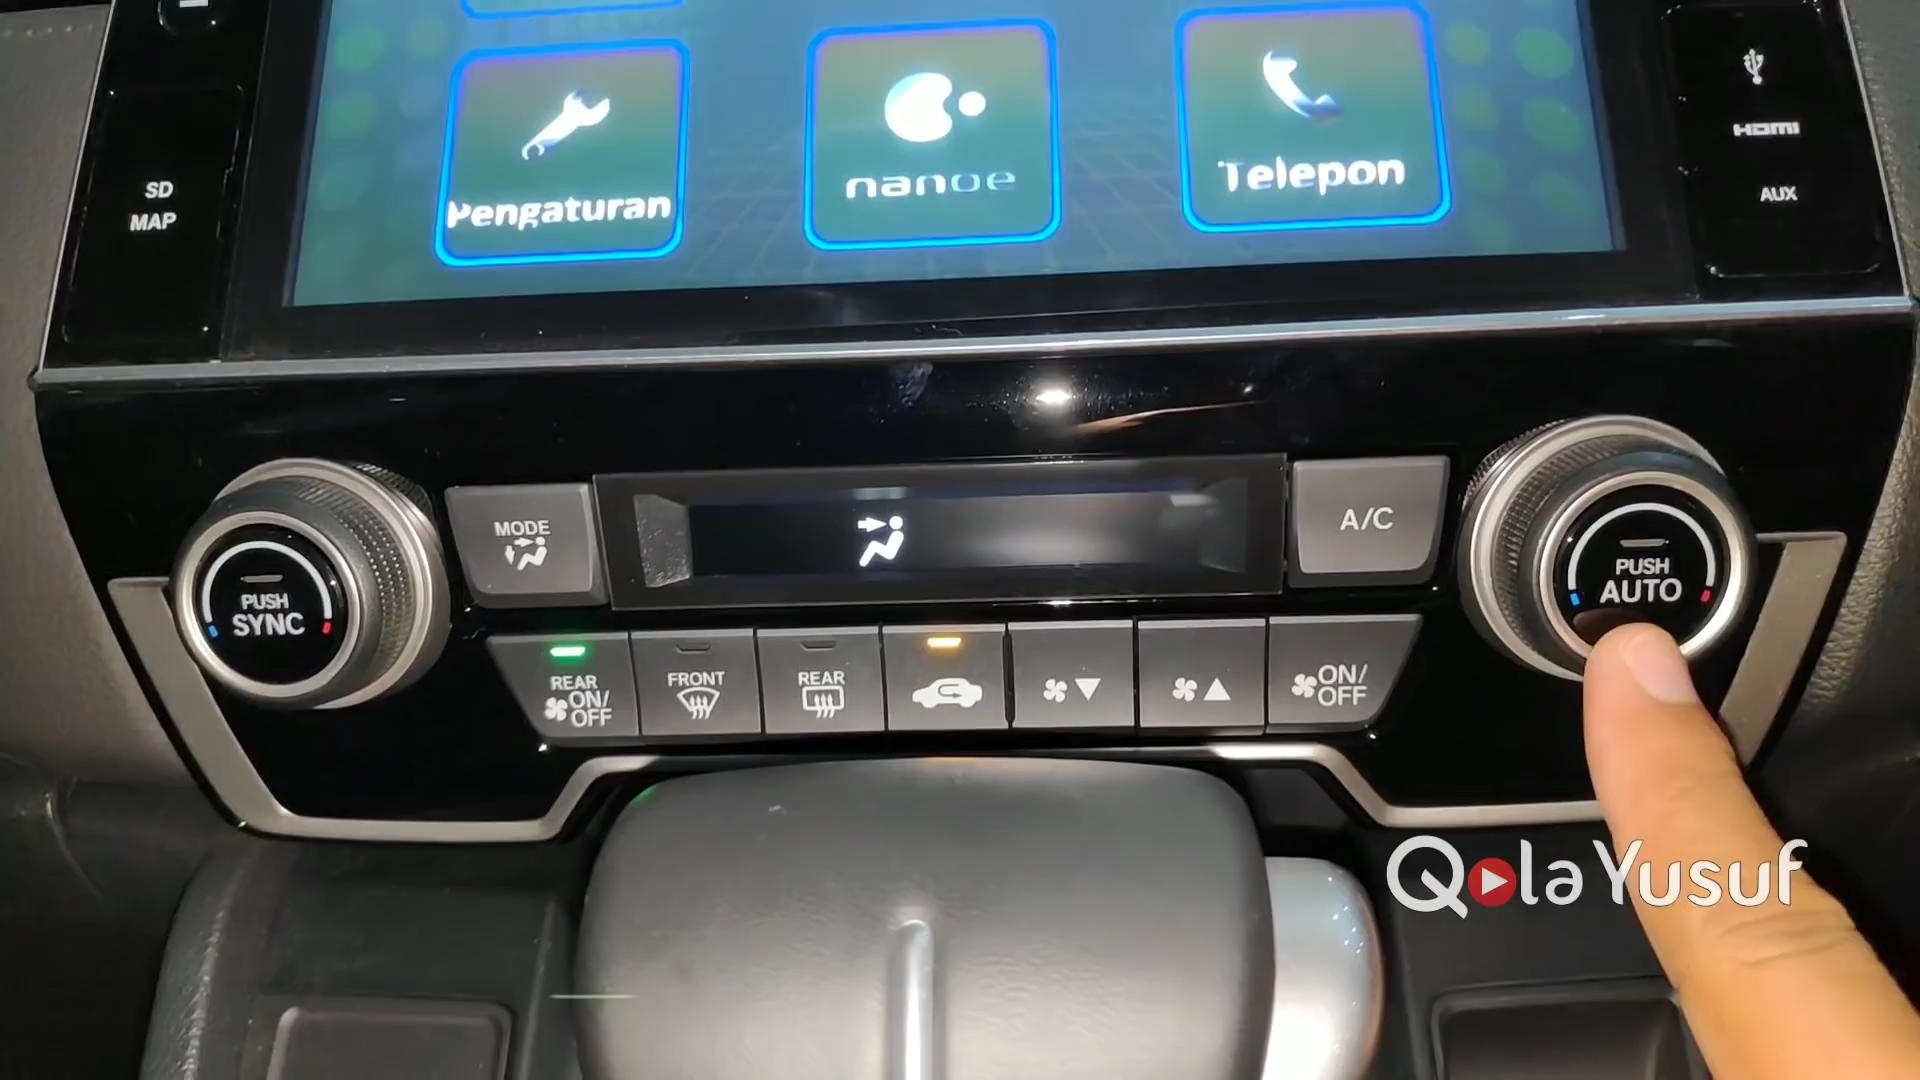 Pengaturan
nanoe
Telepon
SD
MAP
HDMI
AUX
MODE
A/C
PUSH
SYNC
PUSH
AUTO
REAR
ON/
OFF
FRONT
REAR
ON/
OFF
QolaYusuf